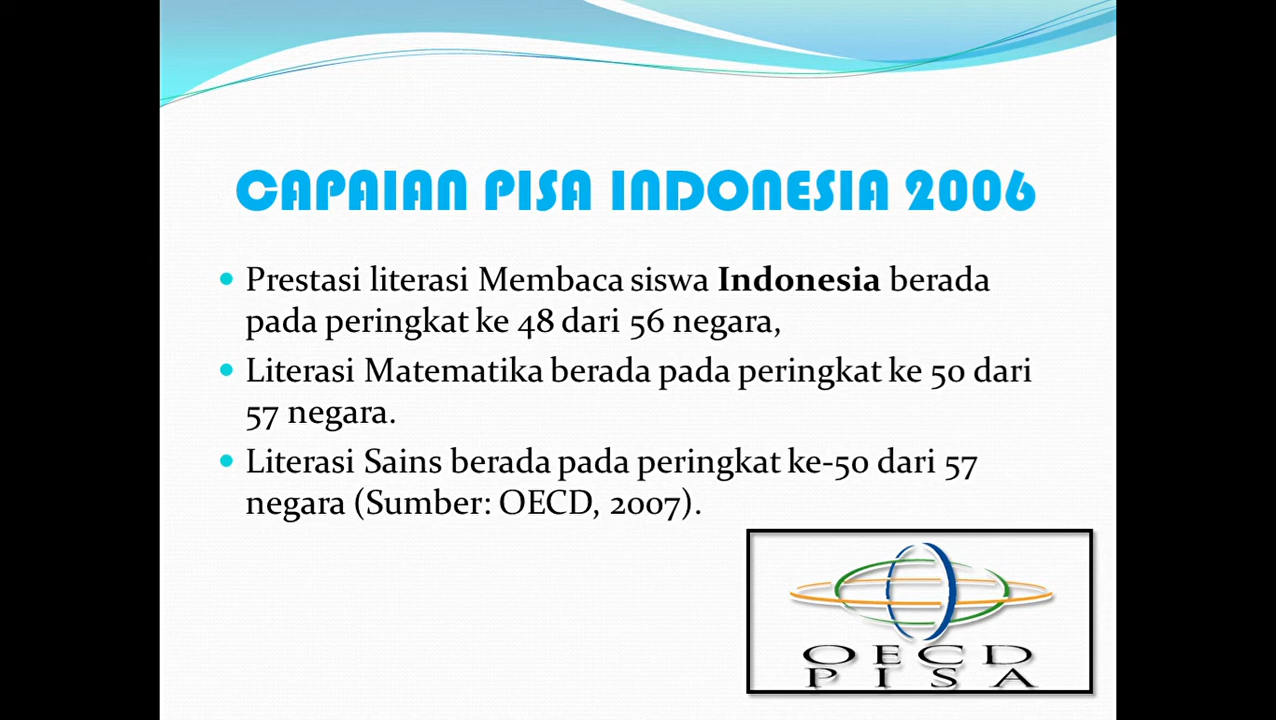 CAPAIAN PISA INDONESIA 2006
Prestasi literasi Membaca siswa Indonesia berada
pada peringkat ke 48 dari 56 negara,
Literasi Matematika berada pada peringkat ke 50 dari
57 negara.
Literasi Sains berada pada peringkat ke-50 dari 57
negara (Sumber: OECD, 2007).
OECD
PISA